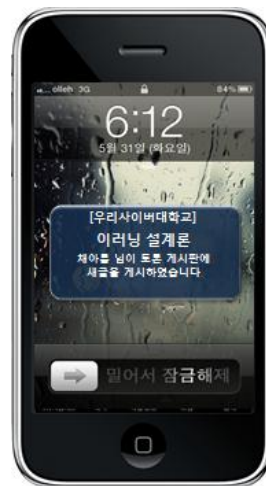 olleh 3G 84%
6:12
5월 31일 (화요일)
[우리사이버대학교]
이러닝 설계론
채아름 님이 토론 게시판에
새글을 게시하였습니다
밀어서 잠금해제